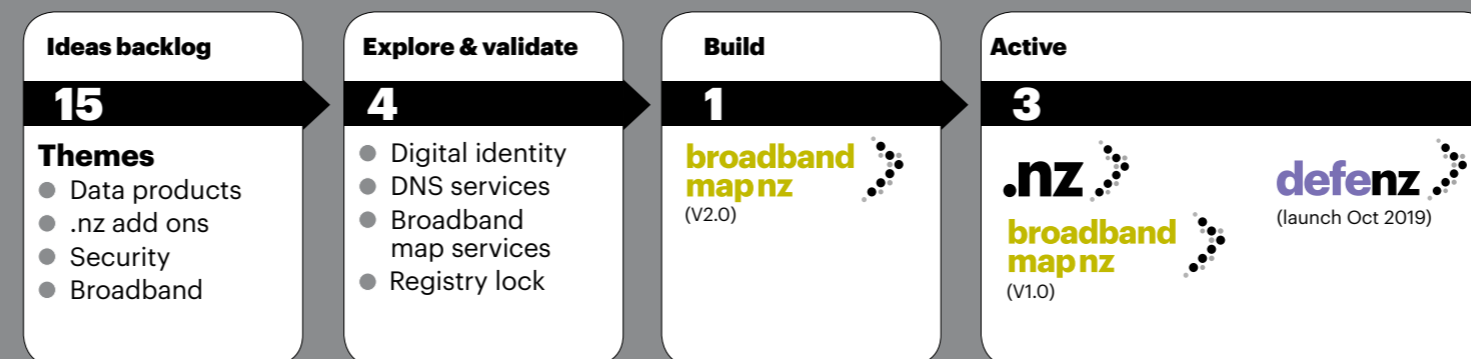 Ideas backlog
15
Themes
Data products
.nz add ons
Security
Broadband
Explore & validate
4
Digital identity
DNS services
Broadband
map services
Registry lock
Build
1
broadband
mapnz
(V2.0)
Active
3
.nz
broadband
mapnz
(V1.0)
defenz
(launch Oct 2019)